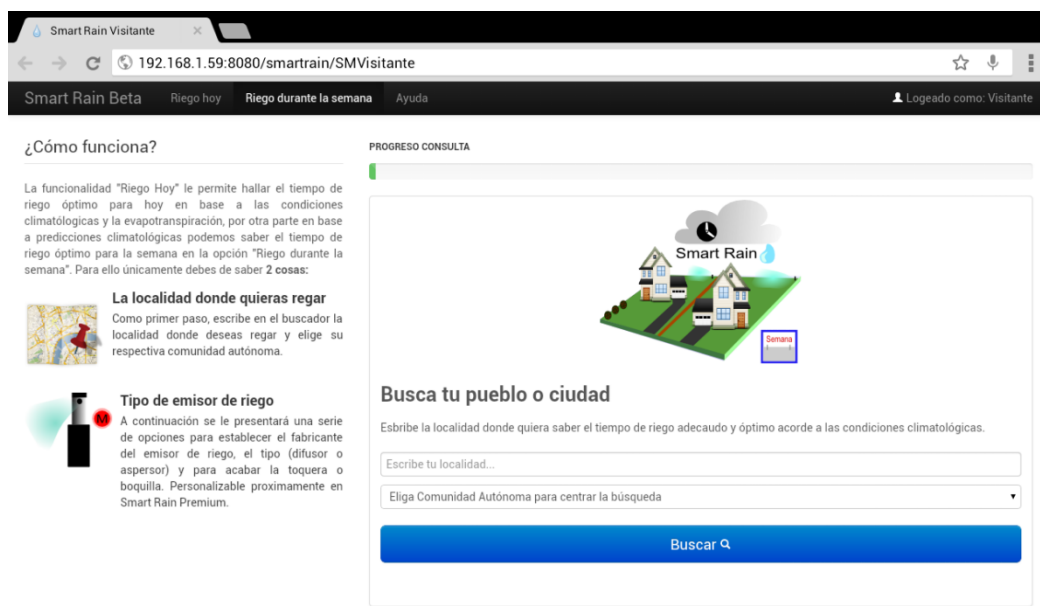 Smart Rain Visitante
192.168.1.59:8080/smartrain/SMVisitante
Smart Rain Beta Riego hoy Riego durante la semana Ayuda Logeado como: Visitante
¿Cómo funciona?
La funcionalidad "Riego Hoy" le permite hallar el tiempo de
riego óptimo para hoy en base a las condiciones
climatólogicas y la evapotranspiración, por otra parte en base
a predicciones climatológicas podemos saber el tiempo de
riego óptimo para la semana en la opción "Riego durante la
semana". Para ello únicamente debes de saber 2 cosas:
La localidad donde quieras regar
Como primer paso, escribe en el buscador la
localidad donde deseas regar y elige su
respectiva comunidad autónoma.
M
Tipo de emisor de riego
A continuación se le presentará una serie
de opciones para establecer el fabricante
del emisor de riego, el tipo (difusor o
aspersor) y para acabar la toquera o
boquilla. Personalizable proximamente en
Smart Rain Premium.
PROGRESO CONSULTA
Smart Rain
Semana
Busca tu pueblo o ciudad
Esbribe la localidad donde quiera saber el tiempo de riego adecaudo y óptimo acorde a las condiciones climatológicas.
Escribe tu localidad...
Eliga Comunidad Autónoma para centrar la búsqueda
Buscar